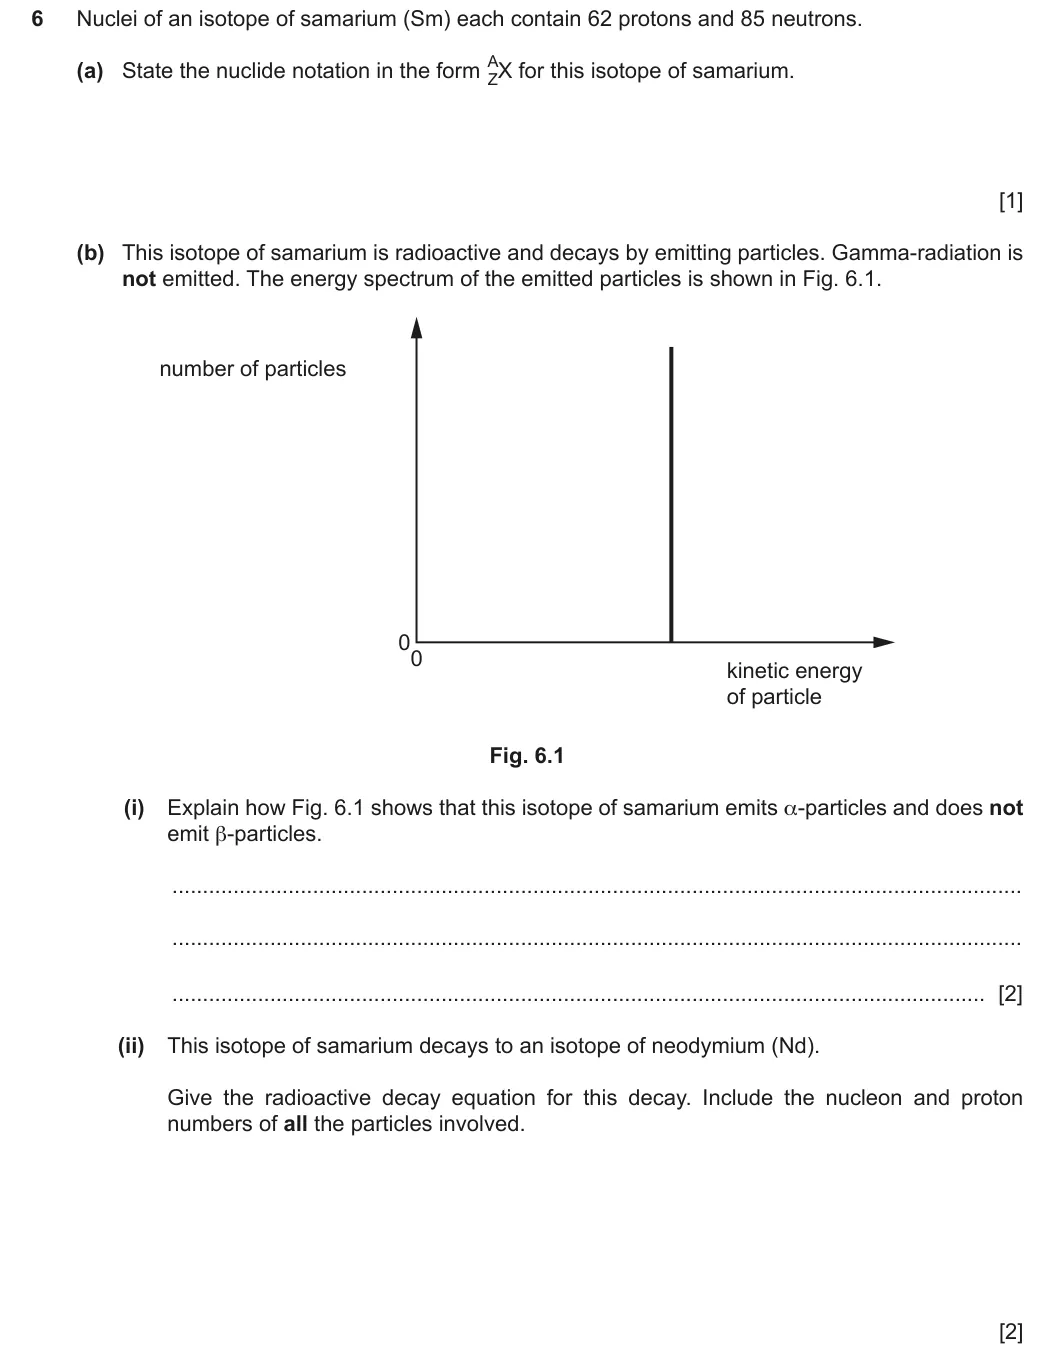 6 Nuclei of an isotope of samarium (Sm) each contain 62 protons and 85 neutrons.
(a) State the nuclide notation in the form ᴬ_ZX for this isotope of samarium.
[1]
(b) This isotope of samarium is radioactive and decays by emitting particles. Gamma-radiation is
not emitted. The energy spectrum of the emitted particles is shown in Fig. 6.1.
number of particles
0
0
kinetic energy
of particle
Fig. 6.1
(i) Explain how Fig. 6.1 shows that this isotope of samarium emits α-particles and does not
emit β-particles.
..........................................................................................................................................
..........................................................................................................................................
.................................................................................................................................... [2]
(ii) This isotope of samarium decays to an isotope of neodymium (Nd).
Give the radioactive decay equation for this decay. Include the nucleon and proton
numbers of all the particles involved.
[2]